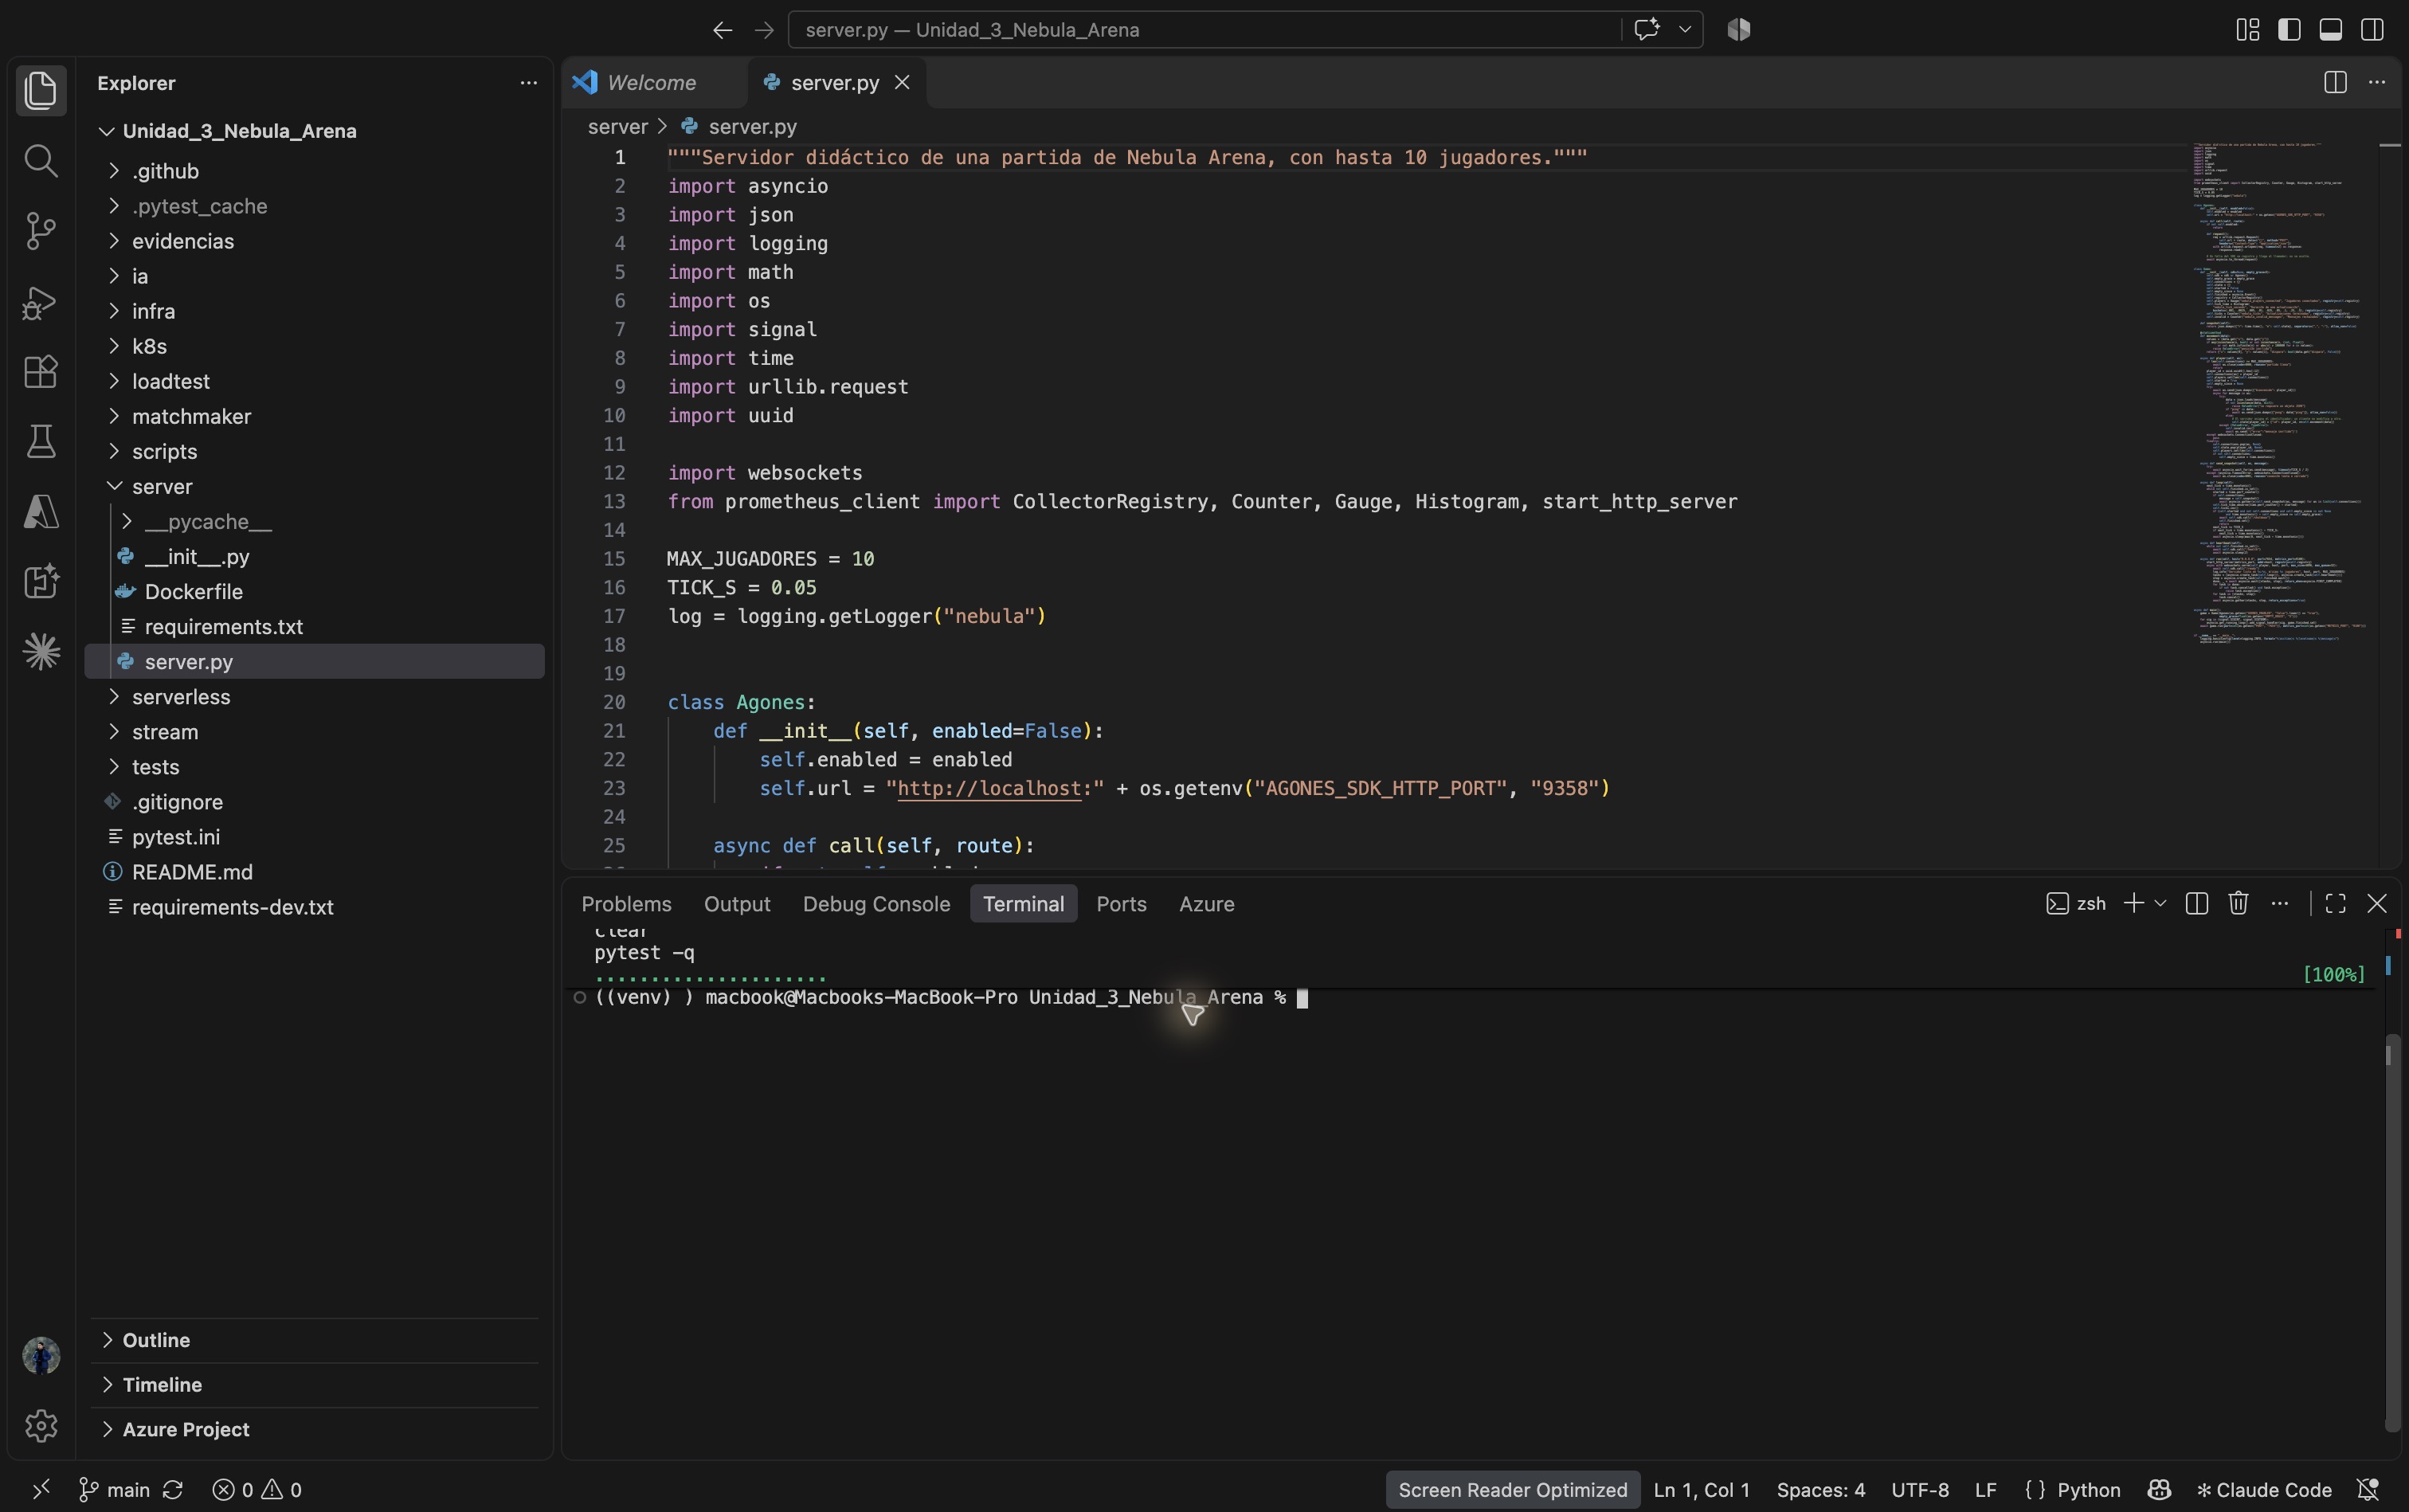 server.py — Unidad_3_Nebula_Arena
Explorer
Unidad_3_Nebula_Arena
.github
.pytest_cache
evidencias
ia
infra
k8s
loadtest
matchmaker
scripts
server
__pycache__
__init__.py
Dockerfile
requirements.txt
server.py
serverless
stream
tests
.gitignore
pytest.ini
README.md
requirements-dev.txt
Outline
Timeline
Azure Project
Welcome
server.py
server > server.py
1 """Servidor didáctico de una partida de Nebula Arena, con hasta 10 jugadores."""
2 import asyncio
3 import json
4 import logging
5 import math
6 import os
7 import signal
8 import time
9 import urllib.request
10 import uuid
11
12 import websockets
13 from prometheus_client import CollectorRegistry, Counter, Gauge, Histogram, start_http_server
14
15 MAX_JUGADORES = 10
16 TICK_S = 0.05
17 log = logging.getLogger("nebula")
18
19
20 class Agones:
21 def __init__(self, enabled=False):
22 self.enabled = enabled
23 self.url = "http://localhost:" + os.getenv("AGONES_SDK_HTTP_PORT", "9358")
24
25 async def call(self, route):
Problems Output Debug Console Terminal Ports Azure
zsh
clear
pytest -q
..................... [100%]
((venv) ) macbook@Macbooks-MacBook-Pro Unidad_3_Nebula_Arena %
main 0 0
Screen Reader Optimized Ln 1, Col 1 Spaces: 4 UTF-8 LF { } Python Claude Code